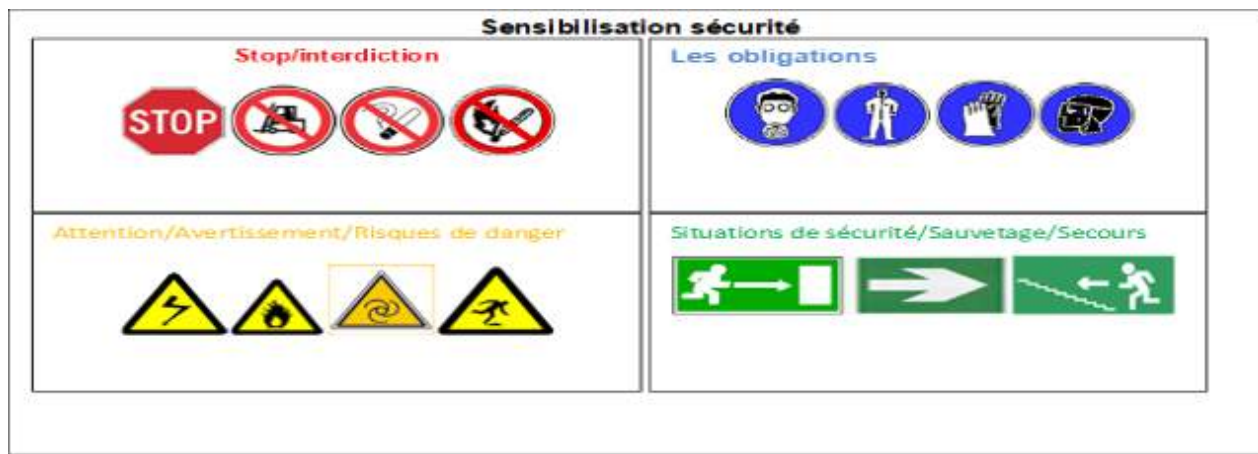 Sensibilisation sécurité
Stop/interdiction
STOP
Les obligations
Attention/Avertissement/Risques de danger
Situations de sécurité/Sauvetage/Secours